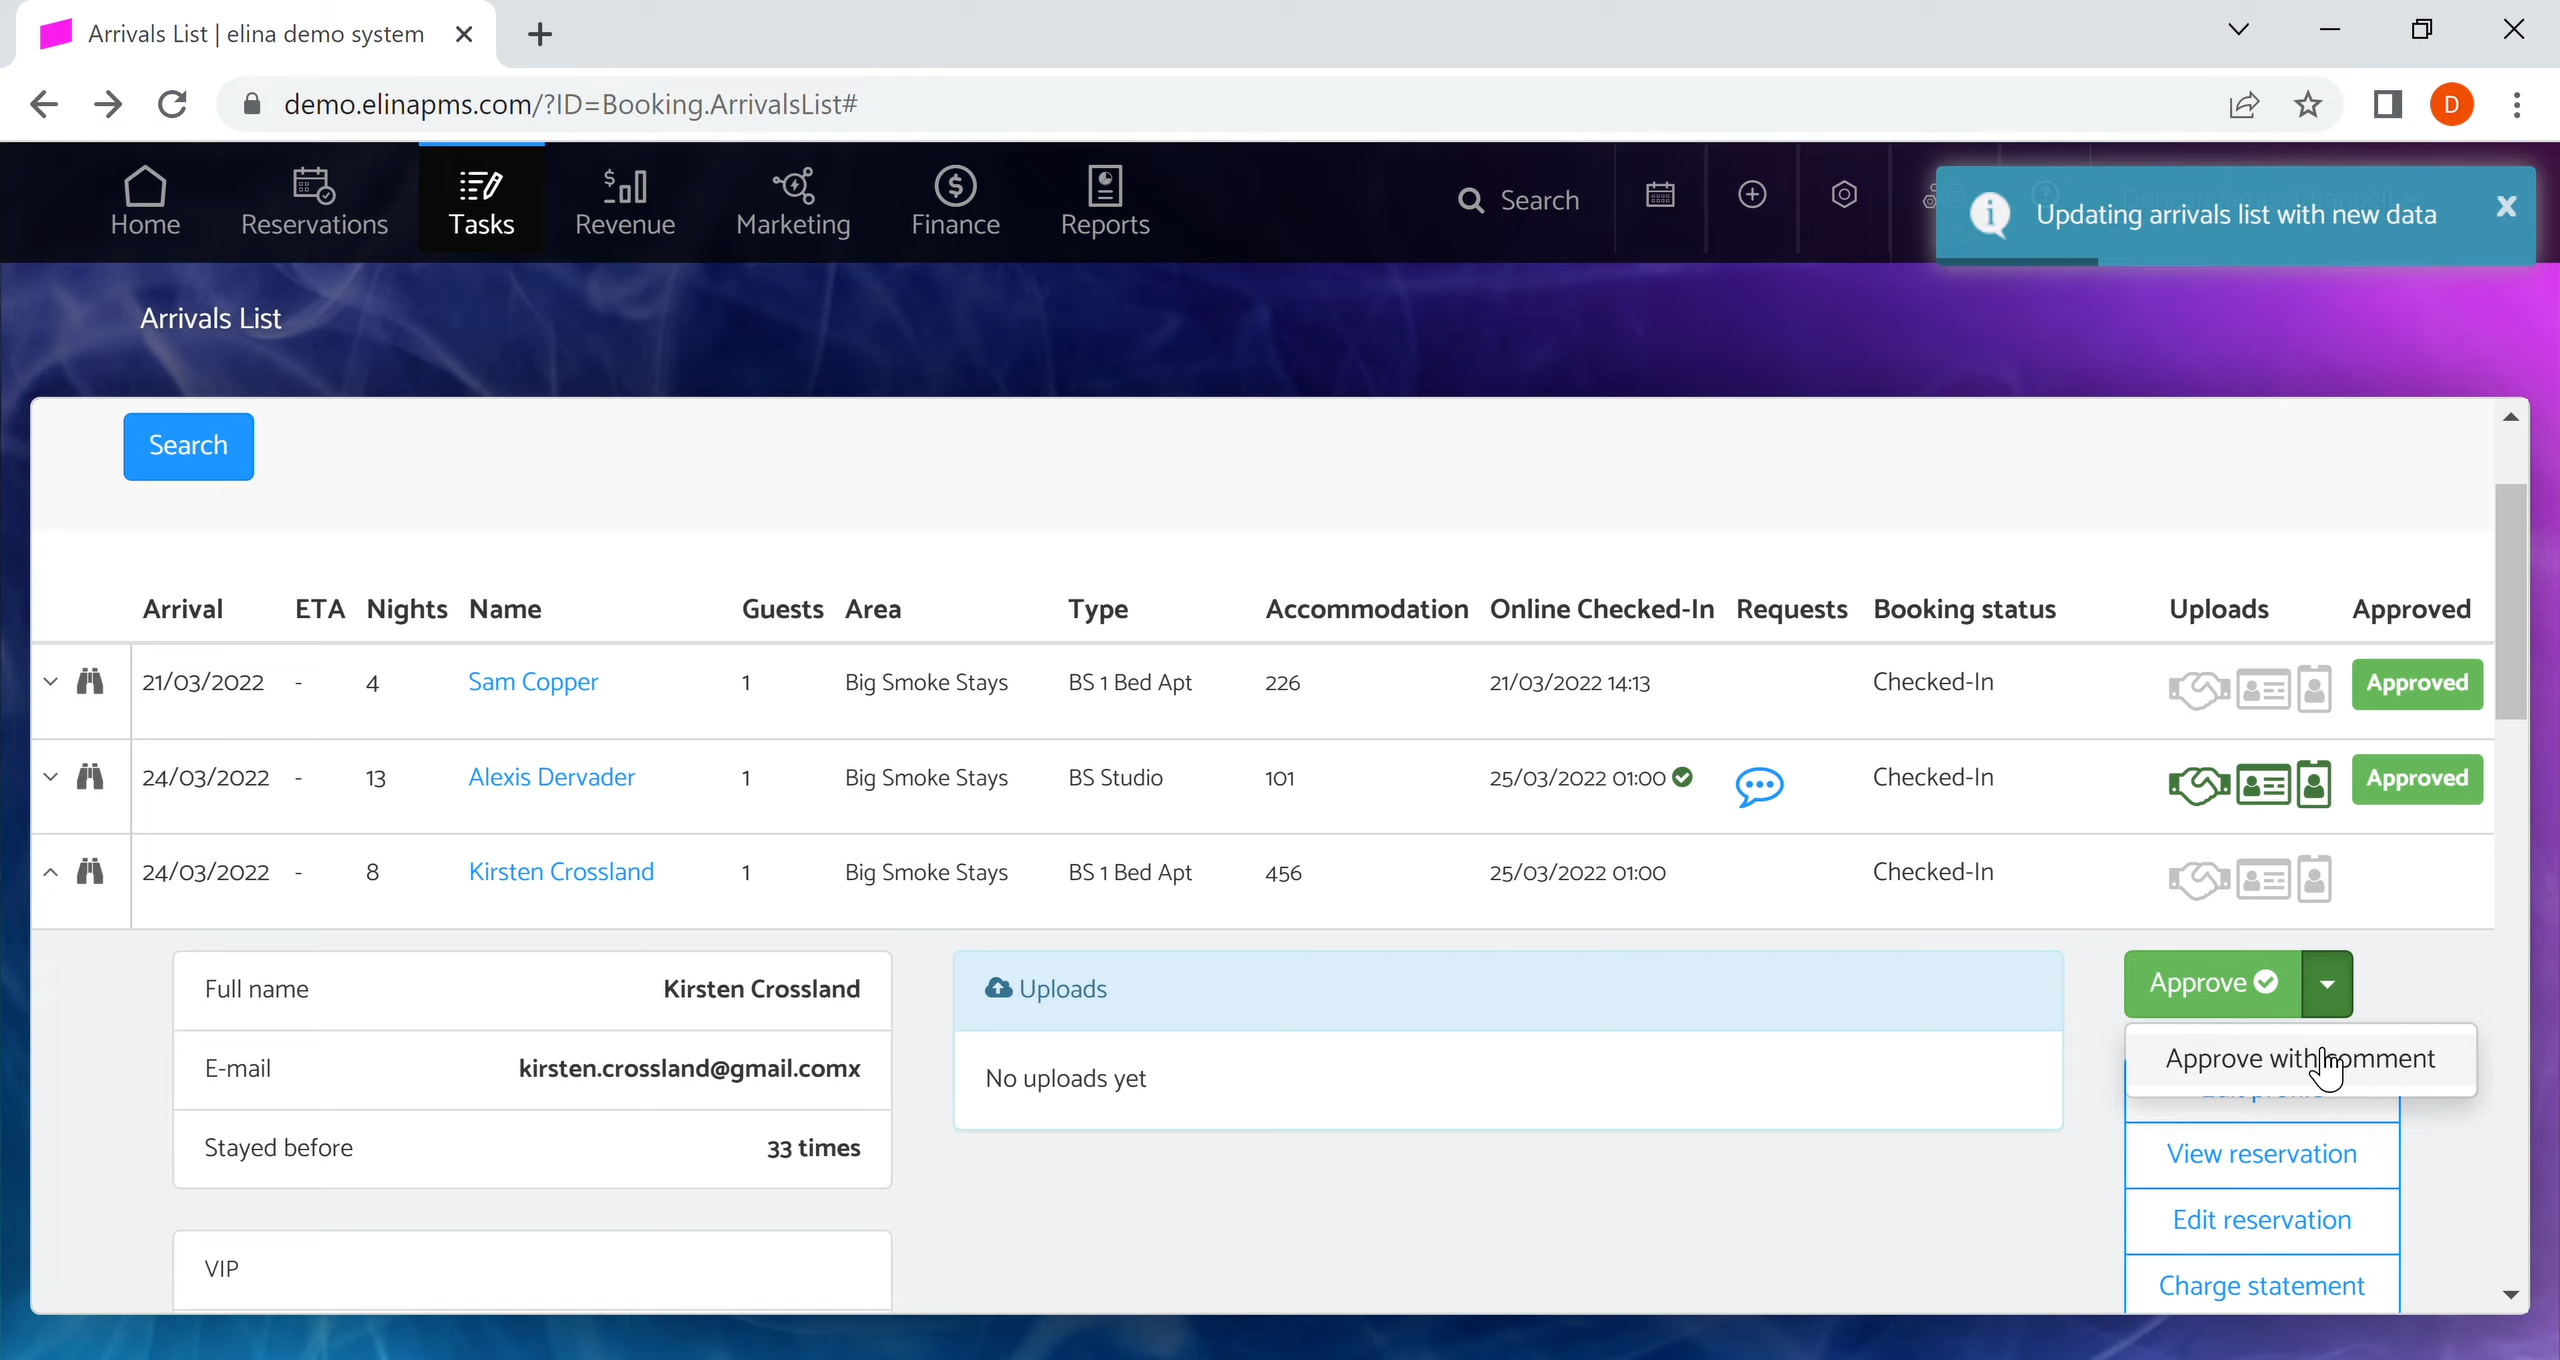 Arrivals List | elina demo system
demo.elinapms.com/?ID=Booking.ArrivalsList#
D
Home Reservations Tasks Revenue Marketing Finance Reports Search
Updating arrivals list with new data
Arrivals List
Search
Arrival ETA Nights Name Guests Area Type Accommodation Online Checked-In Requests Booking status Uploads Approved
21/03/2022 - 4 Sam Copper 1 Big Smoke Stays BS 1 Bed Apt 226 21/03/2022 14:13 Checked-In Approved
24/03/2022 - 13 Alexis Dervader 1 Big Smoke Stays BS Studio 101 25/03/2022 01:00 Checked-In Approved
24/03/2022 - 8 Kirsten Crossland 1 Big Smoke Stays BS 1 Bed Apt 456 25/03/2022 01:00 Checked-In
Full name Kirsten Crossland
Uploads
Approve
E-mail kirsten.crossland@gmail.comx
No uploads yet
Approve with comment
Stayed before 33 times
View reservation
Edit reservation
VIP
Charge statement